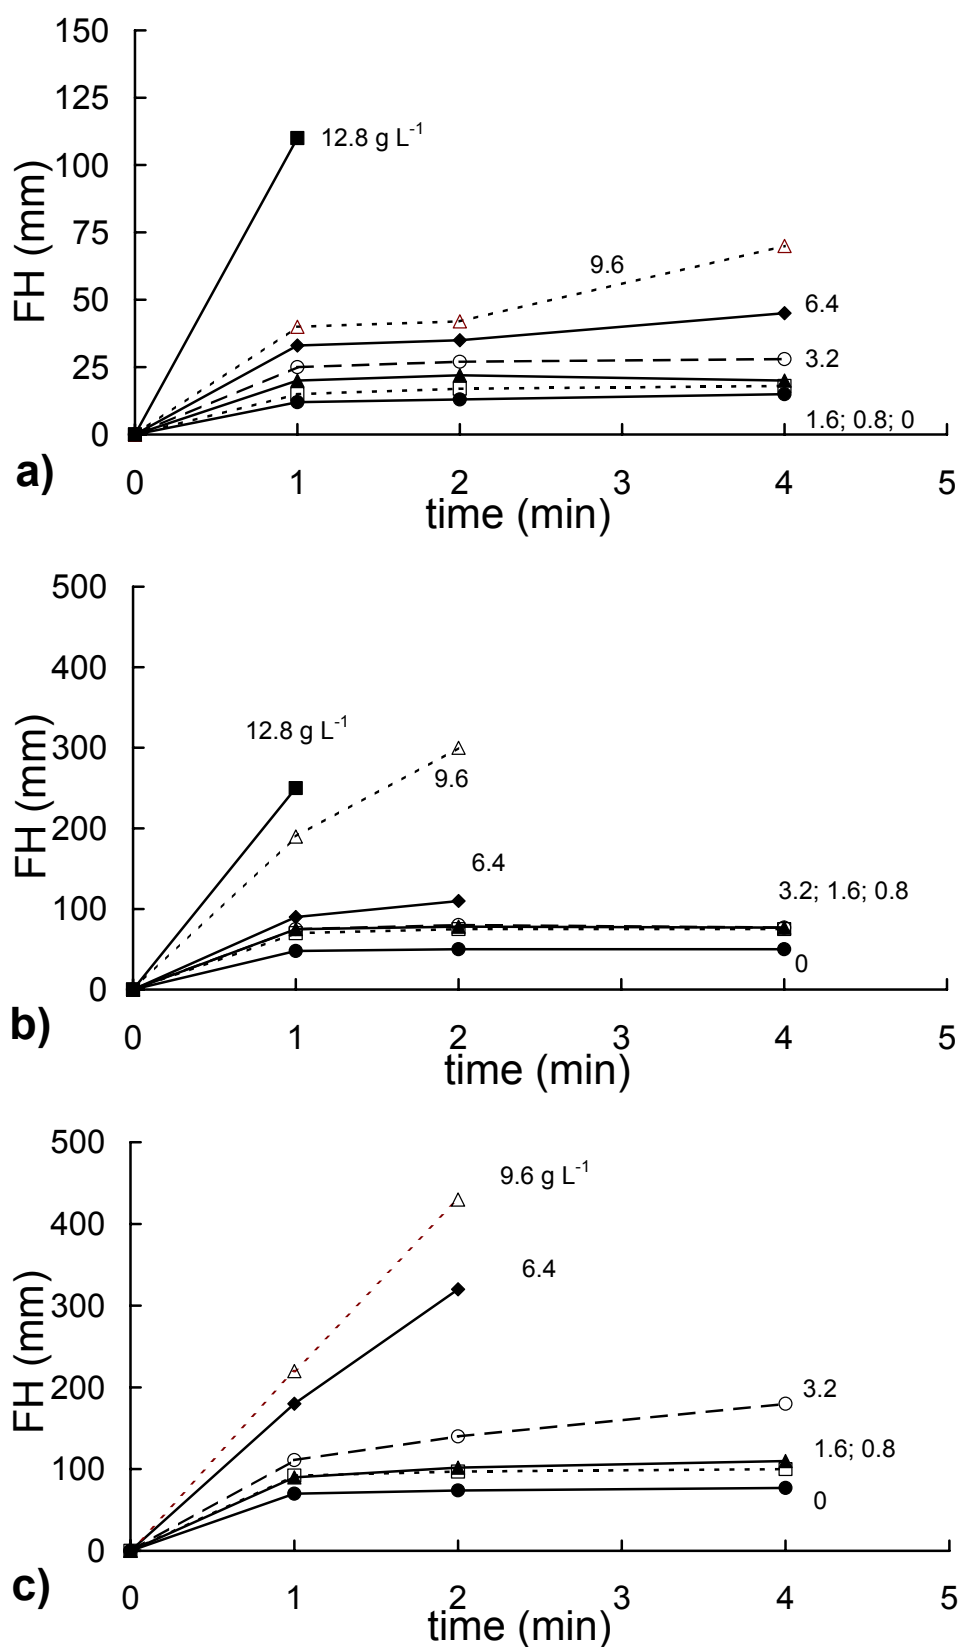 150
125
100
75
50
25
0
FH (mm)
12.8 g L-1
9.6
6.4
3.2
1.6; 0.8; 0
0 1 2 3 4 5
time (min)
a)
500
400
300
200
100
0
FH (mm)
12.8 g L-1
9.6
6.4
3.2; 1.6; 0.8
0
0 1 2 3 4 5
time (min)
b)
500
400
300
200
100
0
FH (mm)
9.6 g L-1
6.4
3.2
1.6; 0.8
0
0 1 2 3 4 5
time (min)
c)